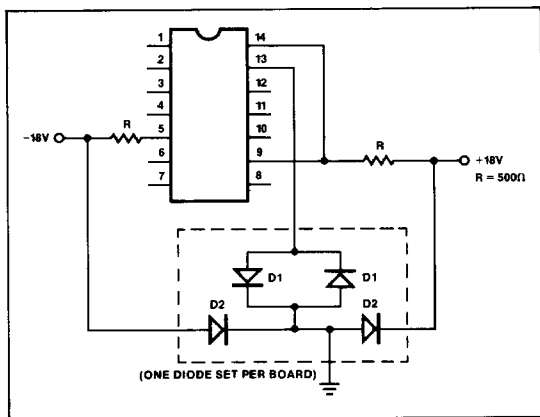 1 14
2 13
3 12
4 11
5 10
6 9
7 8
R
-18V
R
+18V
R = 500Ω
D1
D1
D2
D2
(ONE DIODE SET PER BOARD)